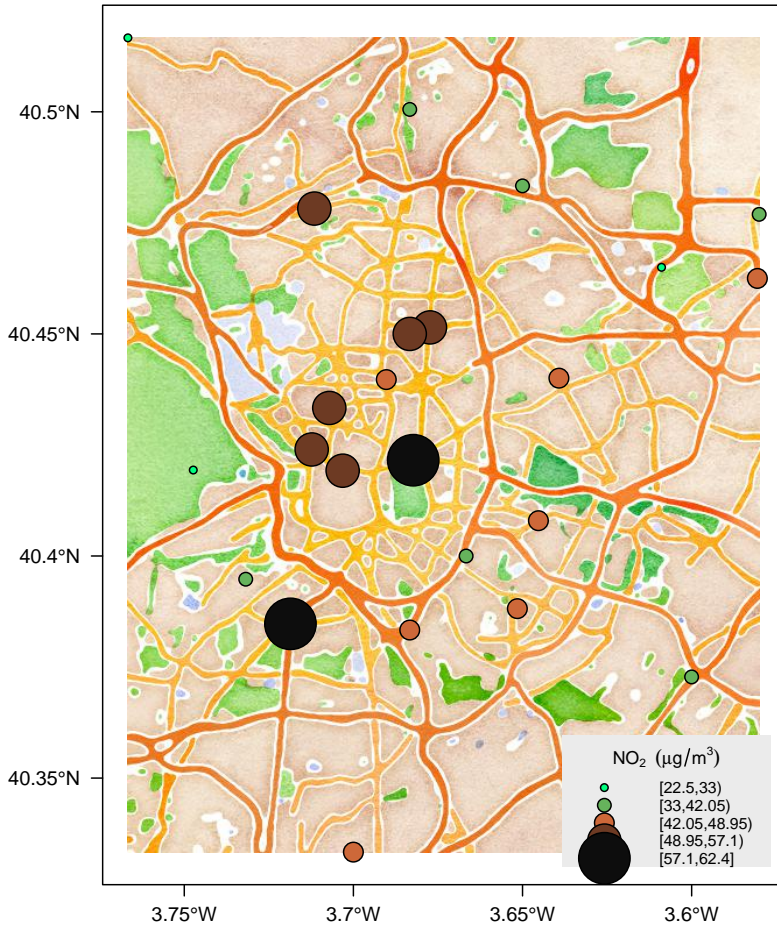 40.5°N
40.45°N
40.4°N
40.35°N
3.75°W 3.7°W 3.65°W 3.6°W
NO₂ (μg/m³)
[22.5,33)
[33,42.05)
[42.05,48.95)
[48.95,57.1)
[57.1,62.4]